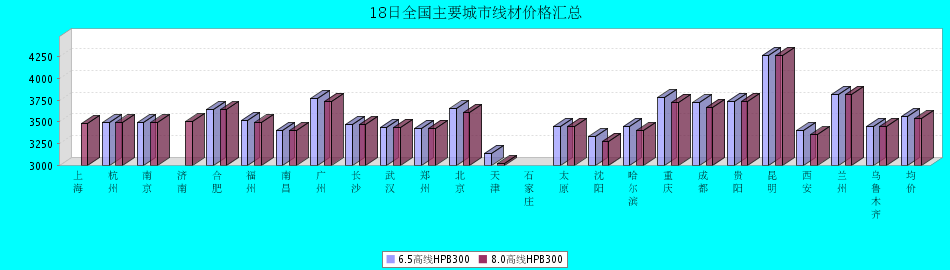 18日全国主要城市线材价格汇总
4250
4000
3750
3500
3250
3000
上海
杭州
南京
济南
合肥
福州
南昌
广州
长沙
武汉
郑州
北京
天津
石家庄
太原
沈阳
哈尔滨
重庆
成都
贵阳
昆明
西安
兰州
乌鲁木齐
均价
6.5高线HPB300
8.0高线HPB300